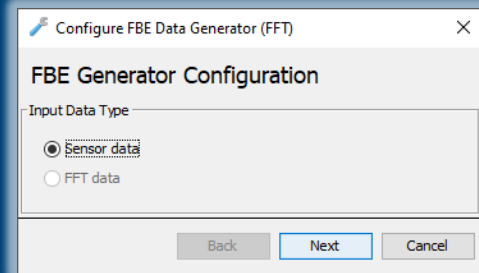 Configure FBE Data Generator (FFT)
FBE Generator Configuration
Input Data Type
Sensor data
FFT data
Back Next Cancel